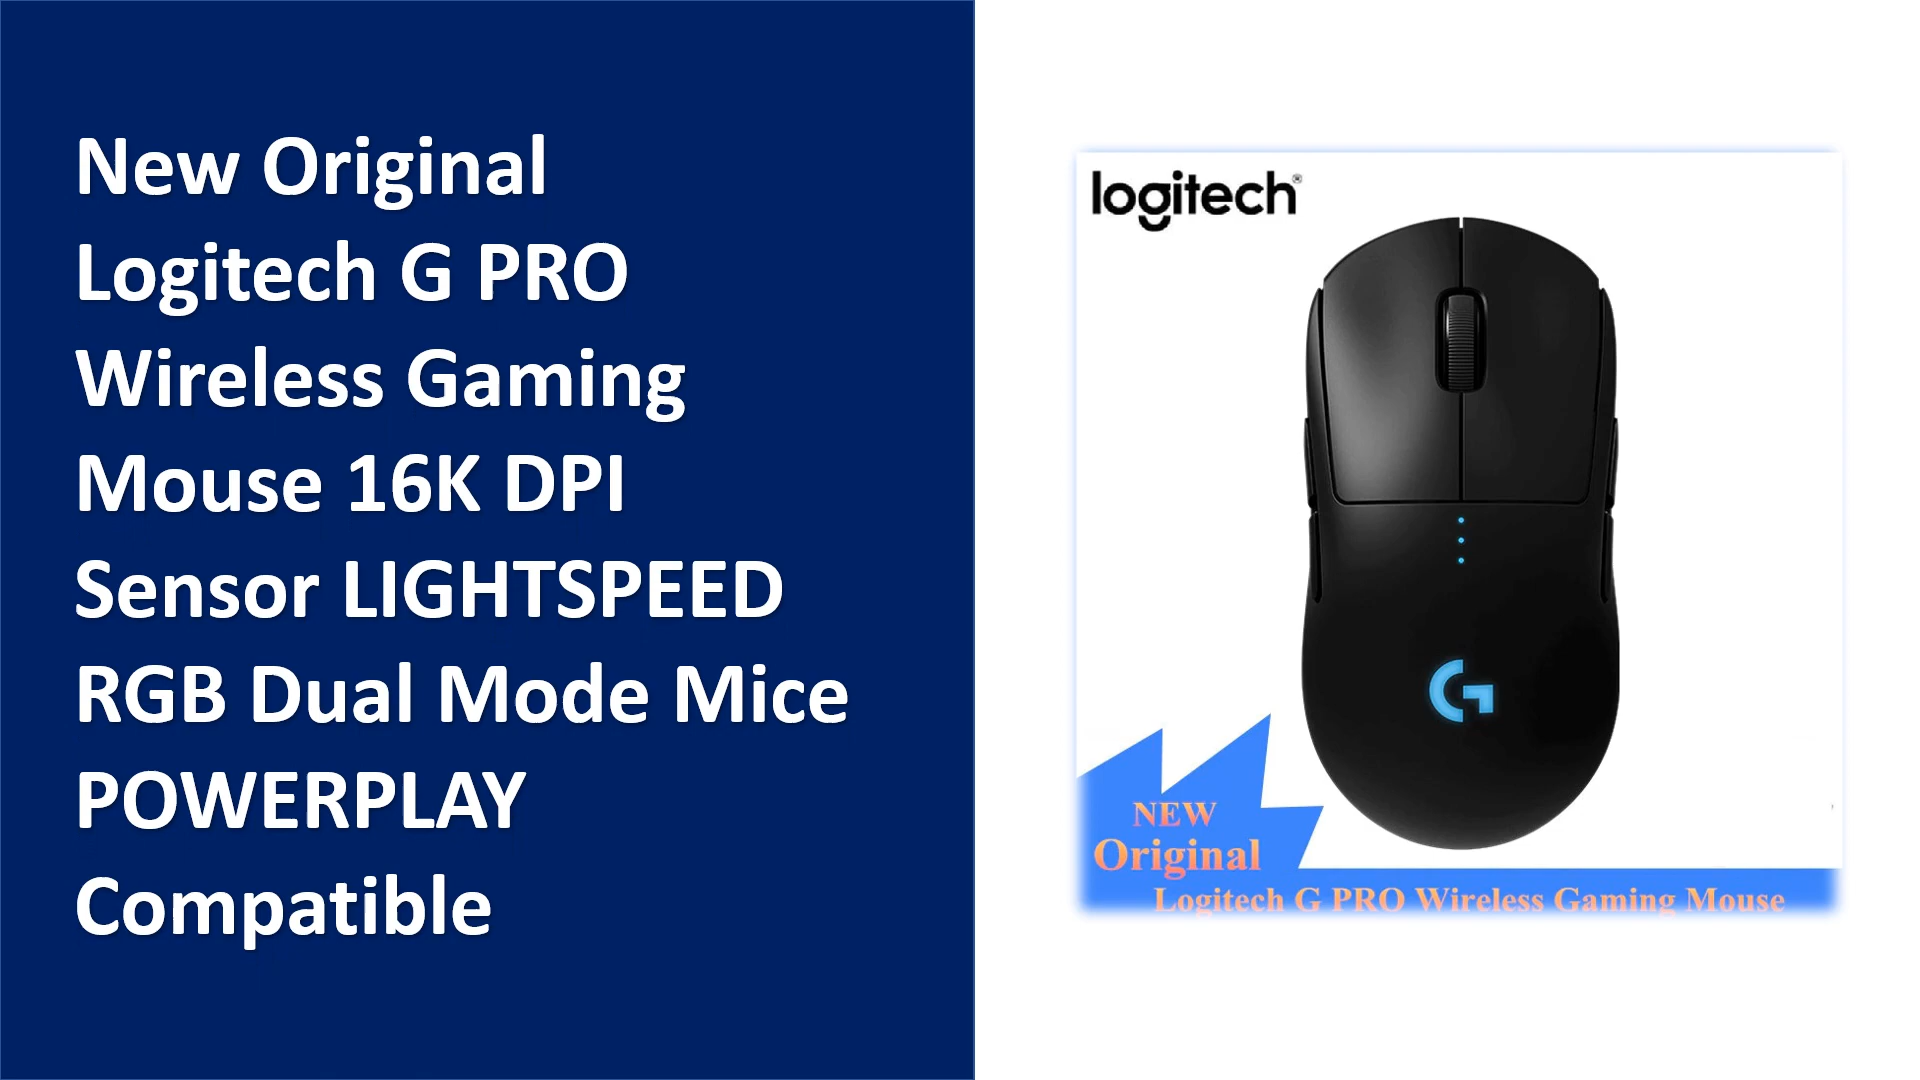 New Original
Logitech G PRO
Wireless Gaming
Mouse 16K DPI
Sensor LIGHTSPEED
RGB Dual Mode Mice
POWERPLAY
Compatible
logitech®
NEW
Original
Logitech G PRO Wireless Gaming Mouse